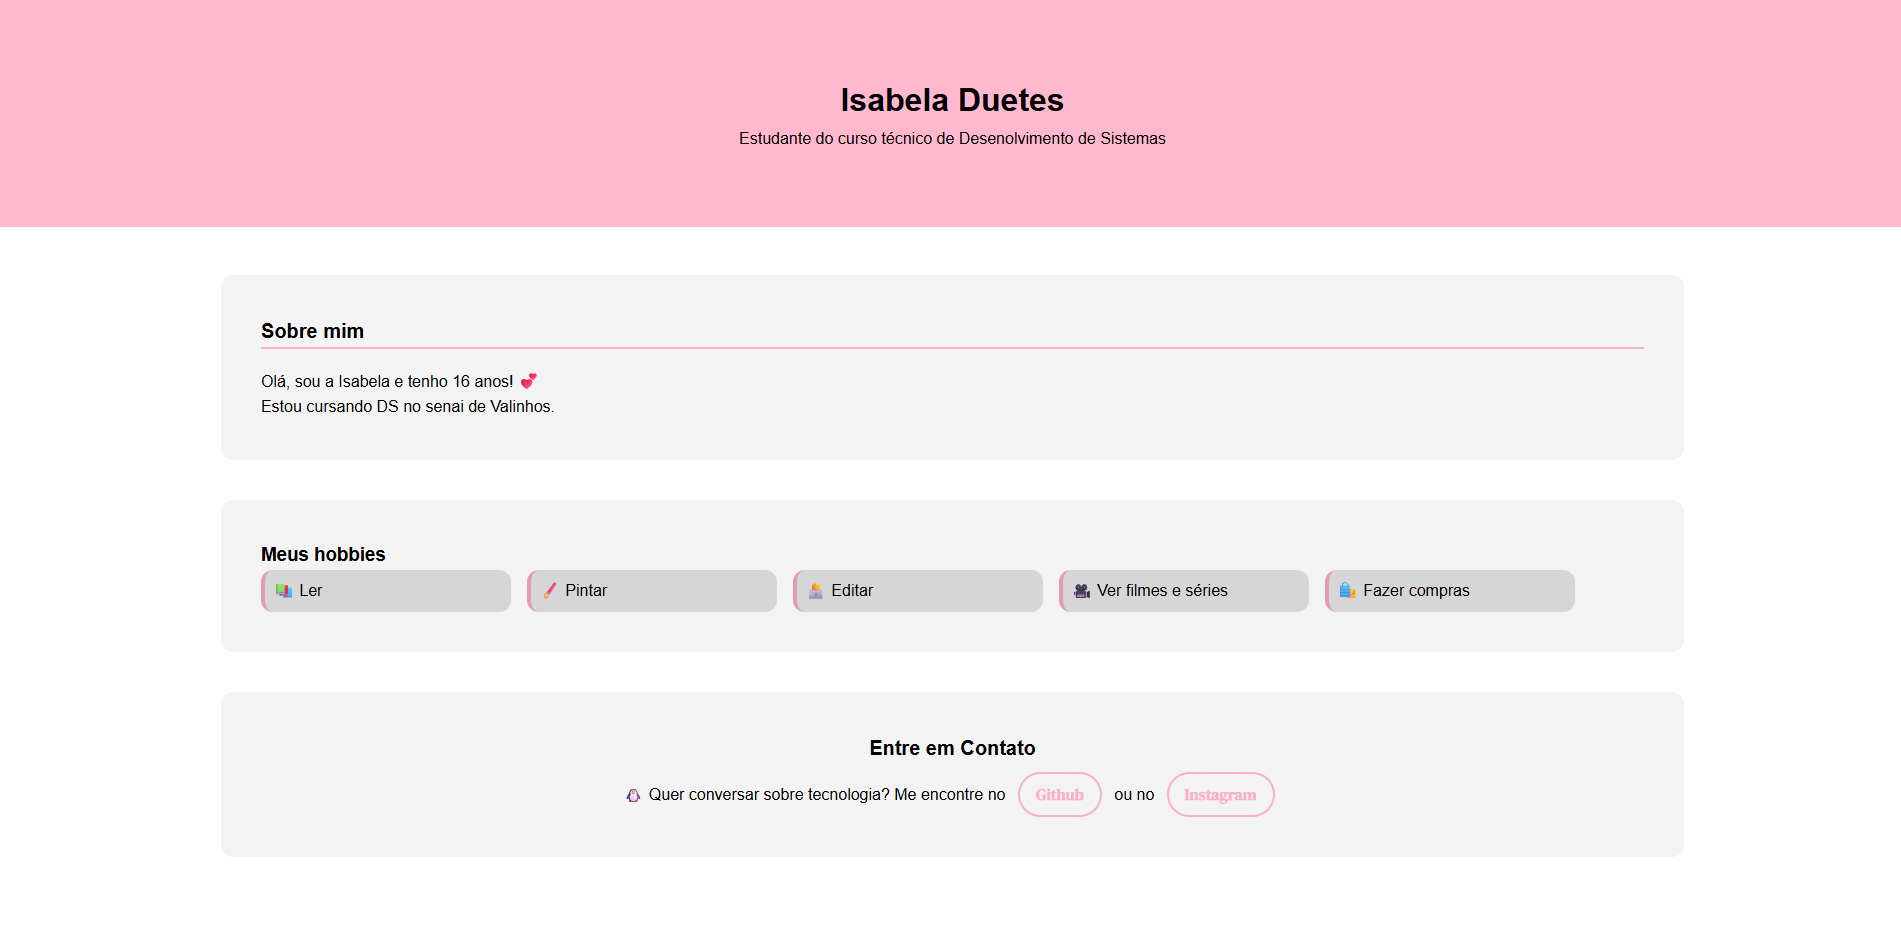 Isabela Duetes
Estudante do curso técnico de Desenolvimento de Sistemas
Sobre mim
Olá, sou a Isabela e tenho 16 anos! 💕
Estou cursando DS no senai de Valinhos.
Meus hobbies
Ler
Pintar
Editar
Ver filmes e séries
Fazer compras
Entre em Contato
Quer conversar sobre tecnologia? Me encontre no Github ou no Instagram